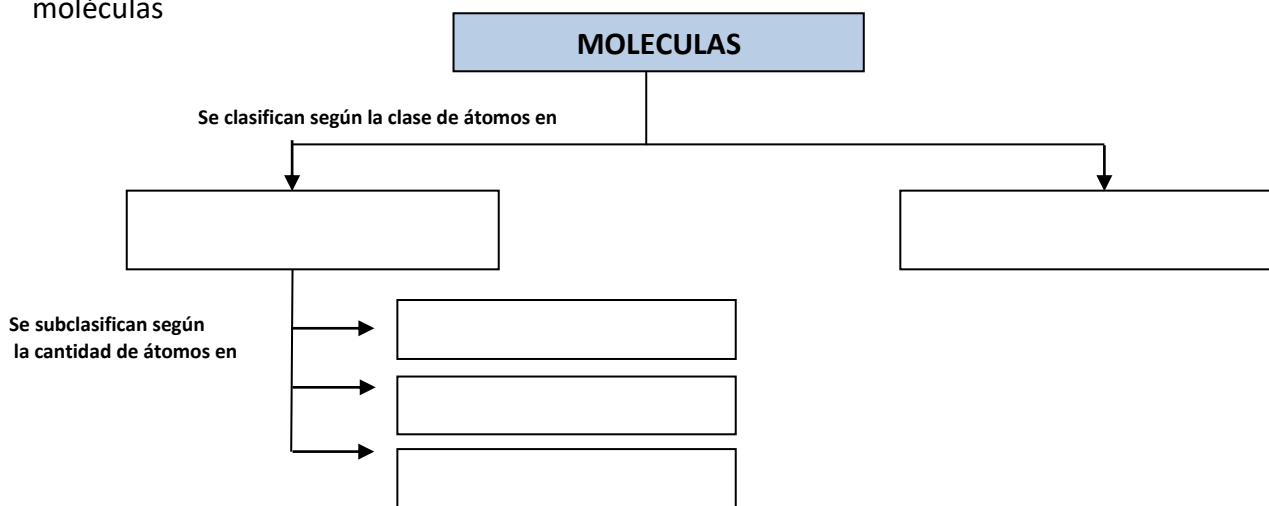 moléculas
MOLECULAS
Se clasifican según la clase de átomos en
Se subclasifican según
la cantidad de átomos en